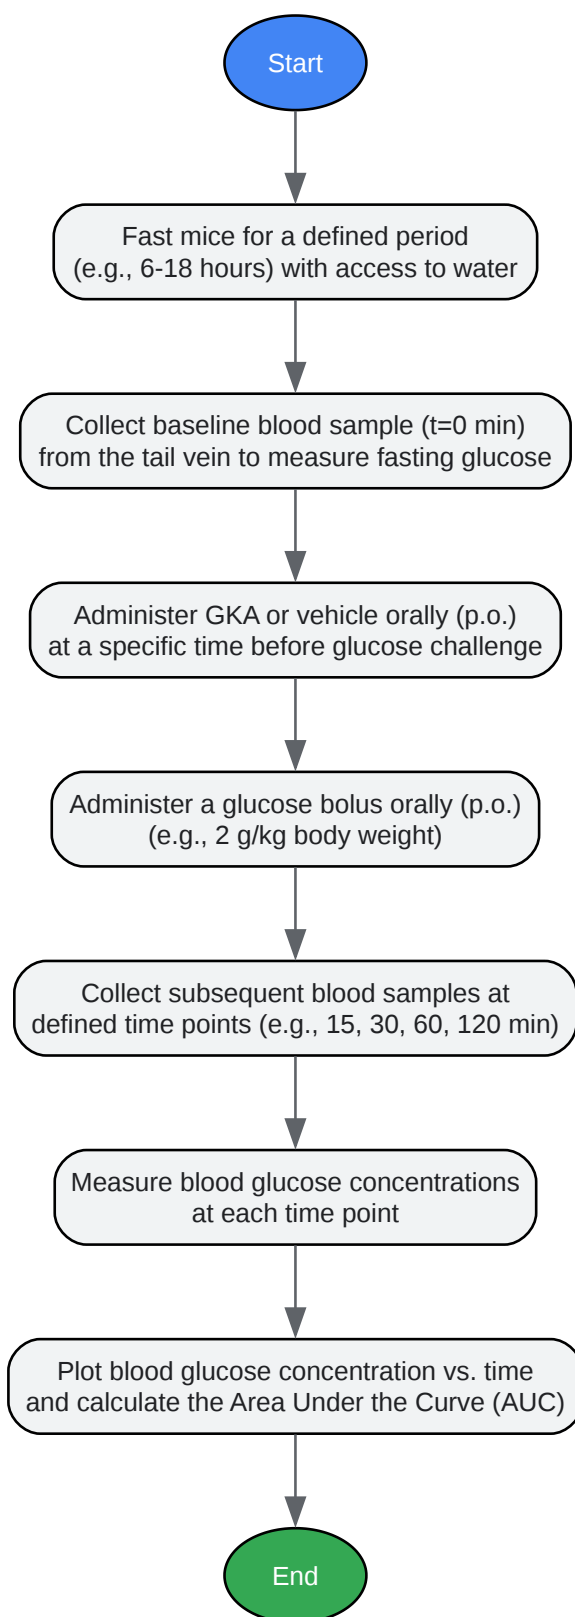 Start
Fast mice for a defined period
(e.g., 6-18 hours) with access to water
Collect baseline blood sample (t=0 min)
from the tail vein to measure fasting glucose
Administer GKA or vehicle orally (p.o.)
at a specific time before glucose challenge
Administer a glucose bolus orally (p.o.)
(e.g., 2 g/kg body weight)
Collect subsequent blood samples at
defined time points (e.g., 15, 30, 60, 120 min)
Measure blood glucose concentrations
at each time point
Plot blood glucose concentration vs. time
and calculate the Area Under the Curve (AUC)
End